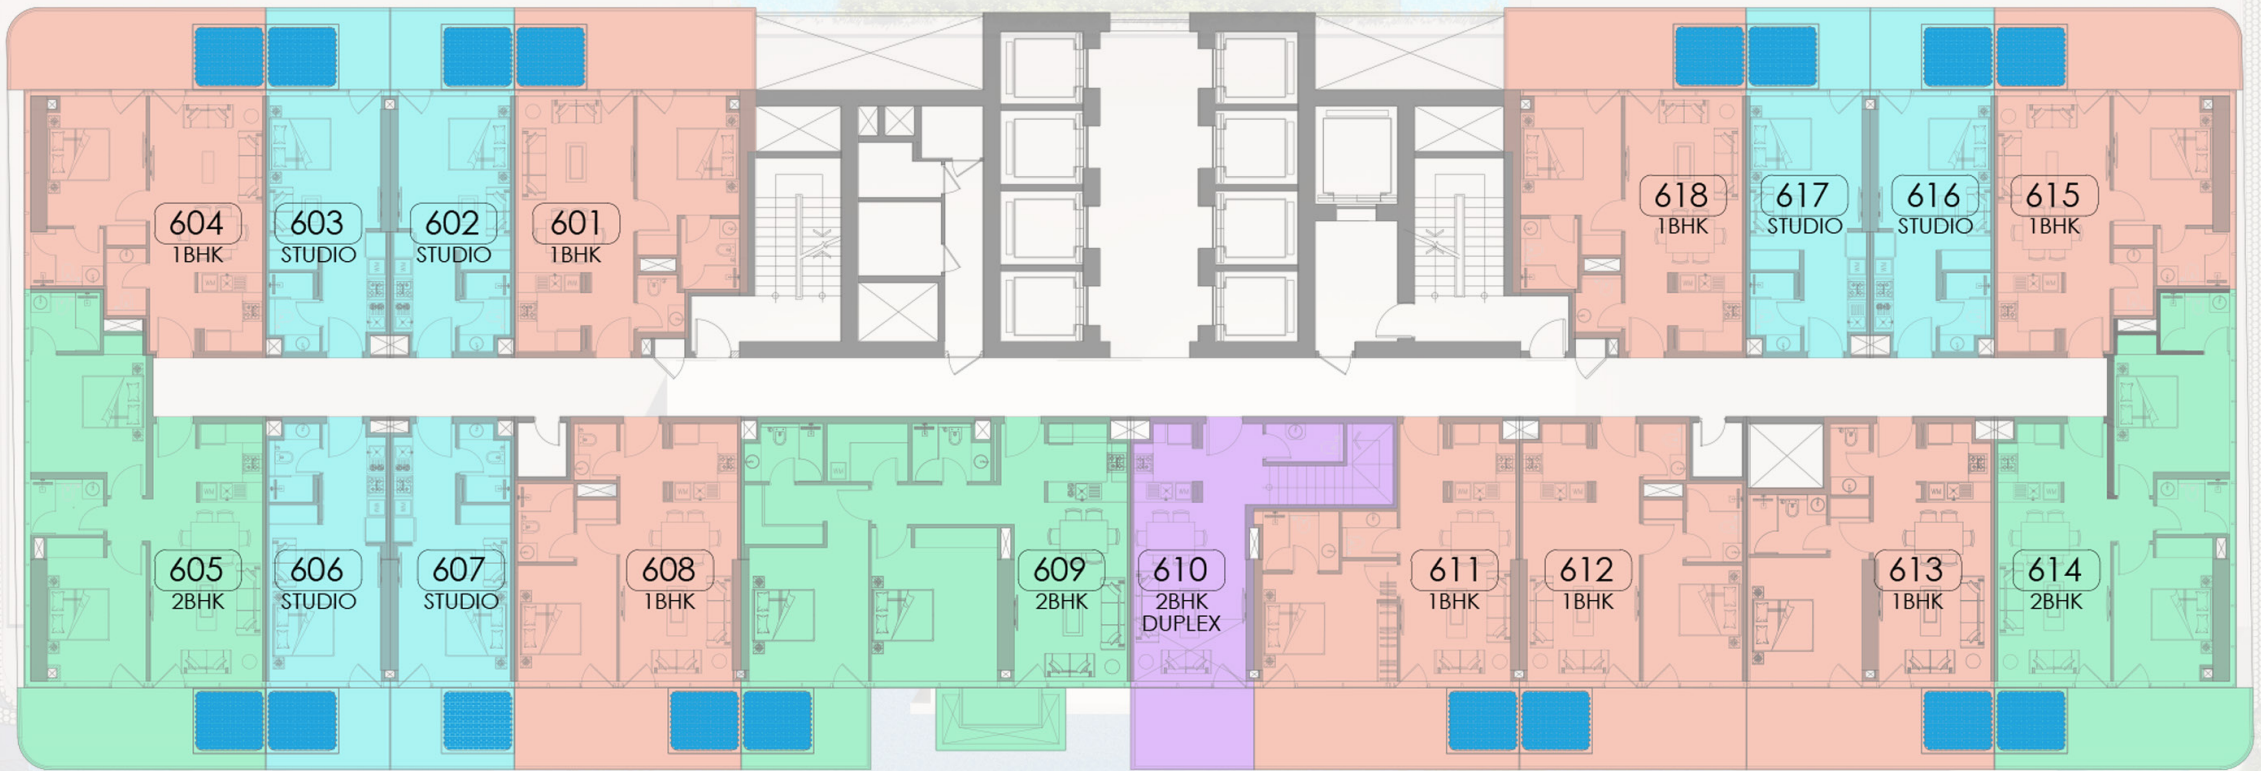 604
1BHK
603
STUDIO
602
STUDIO
601
1BHK
618
1BHK
617
STUDIO
616
STUDIO
615
1BHK
605
2BHK
606
STUDIO
607
STUDIO
608
1BHK
609
2BHK
610
2BHK
DUPLEX
611
1BHK
612
1BHK
613
1BHK
614
2BHK